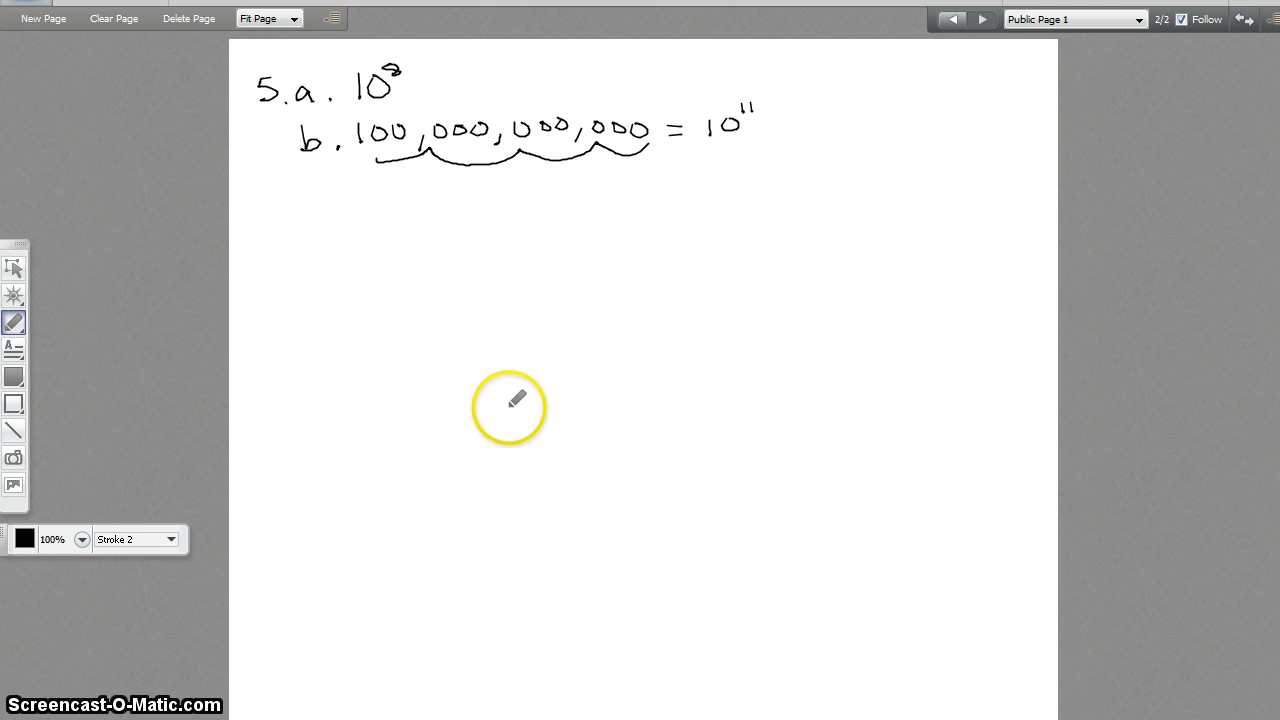 New Page Clear Page Delete Page Fit Page Public Page 1 2/2 Follow
5. a. 10⁸
b. 100,000,000,000 = 10¹¹
A
100% Stroke 2
Screencast-O-Matic.com